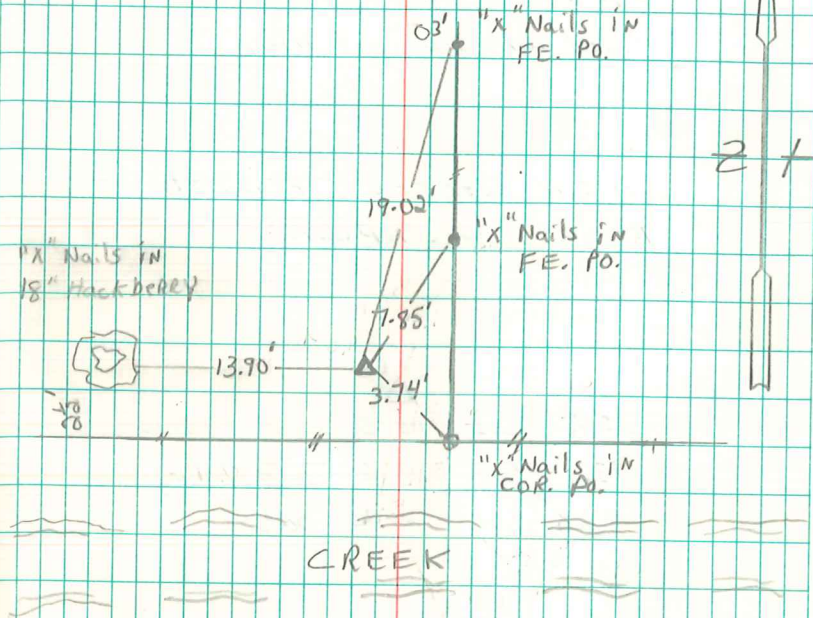 03'
"X" Nails iN
FE. PO.
19.02'
"X" Nails iN
FE. PO.
"X" Nails iN
18" HackbeRRY
7.85'
13.90'
3.74'
"X" Nails iN
COR. PO.
CREEK